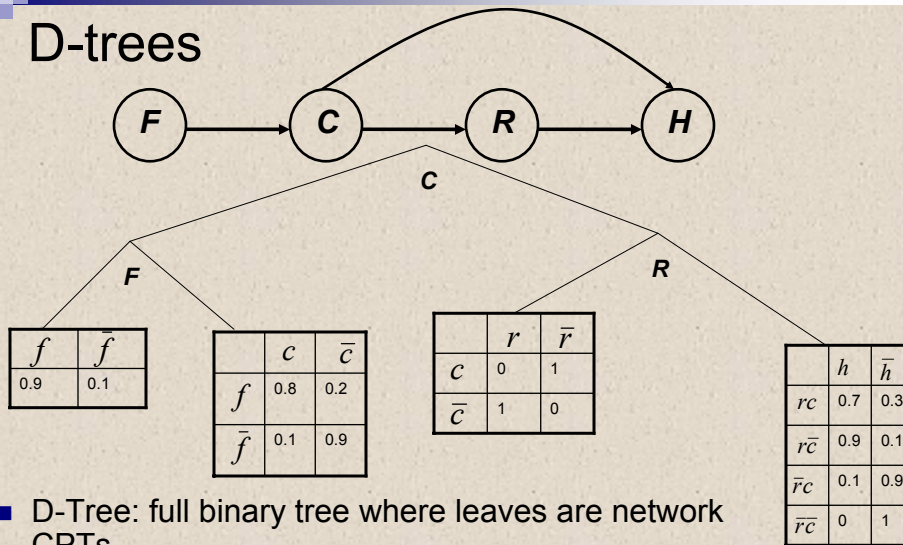 D-trees
F C R H
C
F
R
f f̅
0.9 0.1
c c̅
f 0.8 0.2
f̅ 0.1 0.9
r r̅
c 0 1
c̅ 1 0
h h̅
rc 0.7 0.3
rc̅ 0.9 0.1
r̅c 0.1 0.9
r̅c̅ 0 1
D-Tree: full binary tree where leaves are network
CPTs